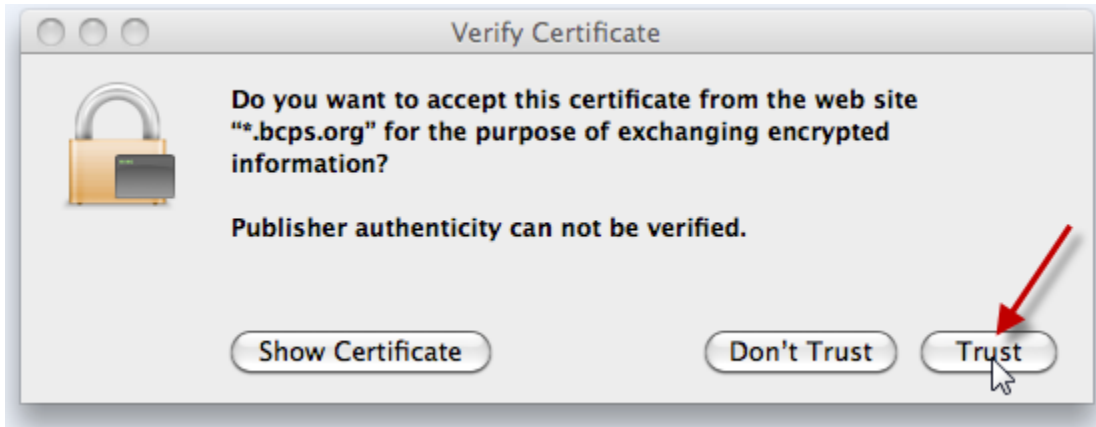 Verify Certificate
Do you want to accept this certificate from the web site
“*.bcps.org” for the purpose of exchanging encrypted
information?
Publisher authenticity can not be verified.
Show Certificate
Don't Trust
Trust